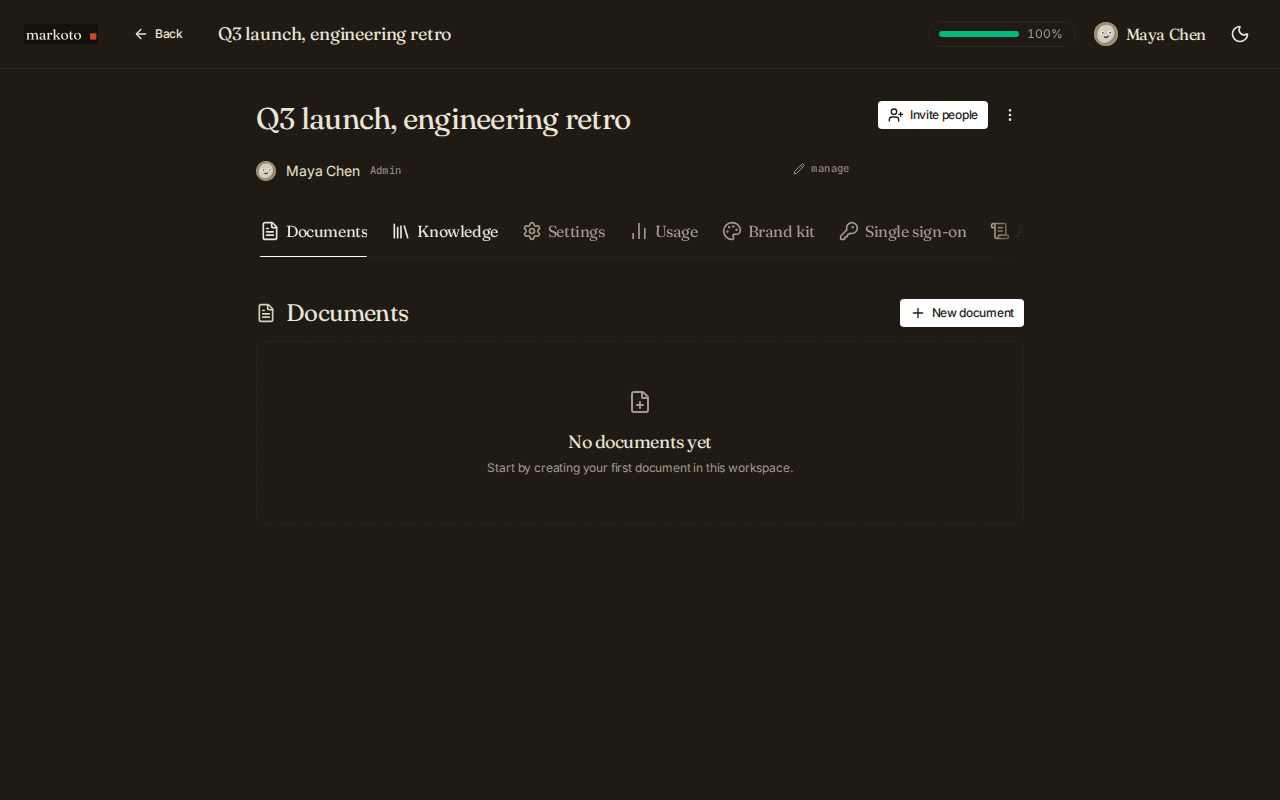 markoto
Back
Q3 launch, engineering retro
100%
Maya Chen
Q3 launch, engineering retro
Invite people
Maya Chen Admin
manage
Documents Knowledge Settings Usage Brand kit Single sign-on
Documents
New document
No documents yet
Start by creating your first document in this workspace.